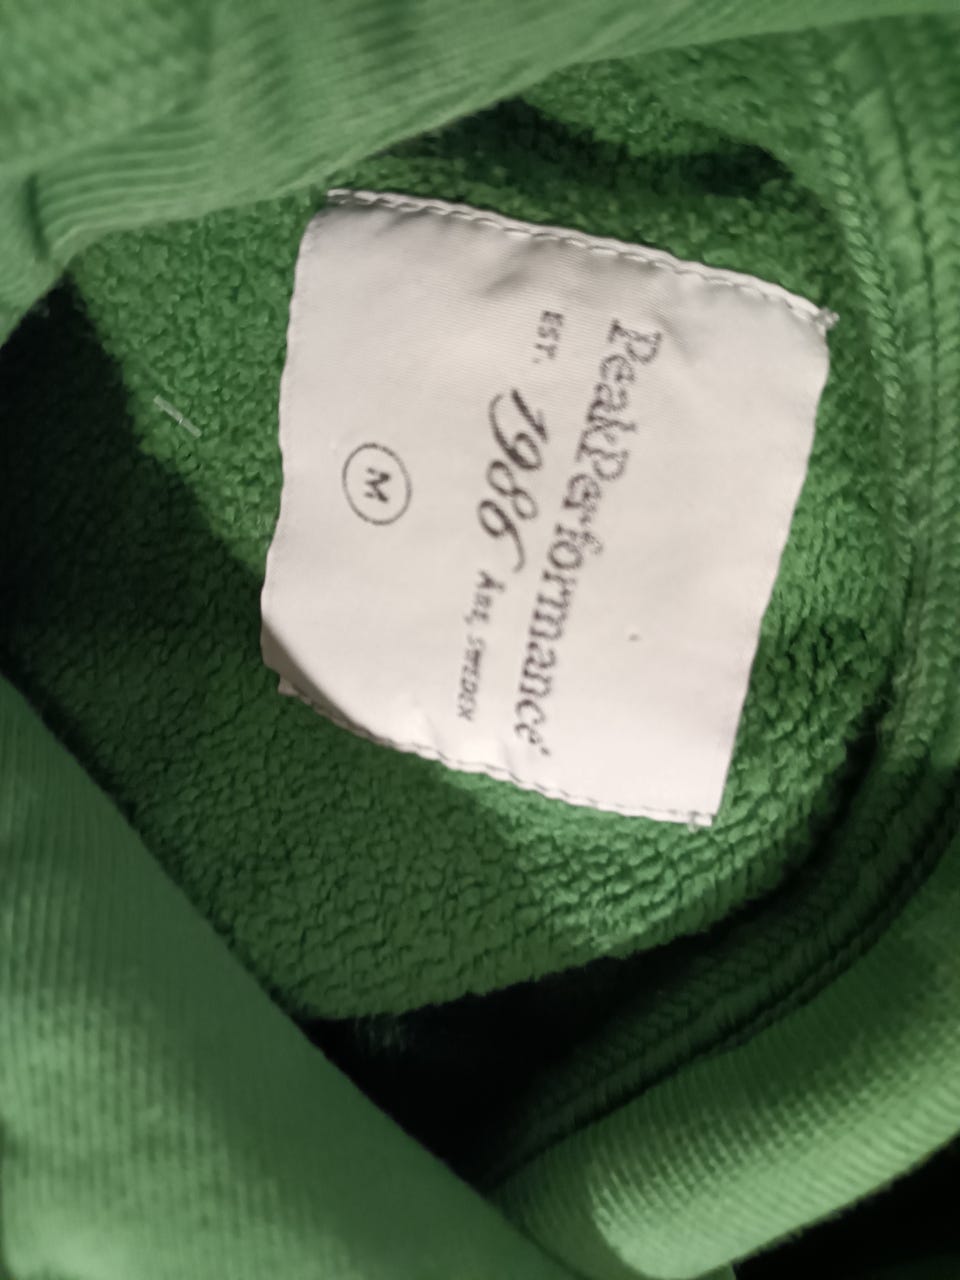 PeakPerformance®
EST. 1986 ÅRE, SWEDEN
M